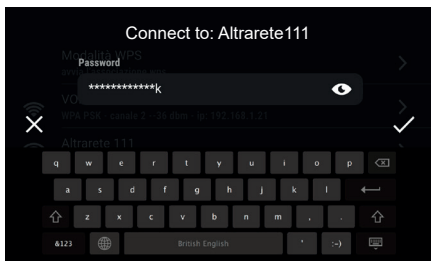 Connect to: Altrarete111
Modalità WPS
Password
************k
WPA PSK - canale 2 - -36 dbm - ip: 192.168.1.21
Altrarete 111
q w e r t y u i o p
a s d f g h j k l
z x c v b n m , .
&123 British English ' :-)